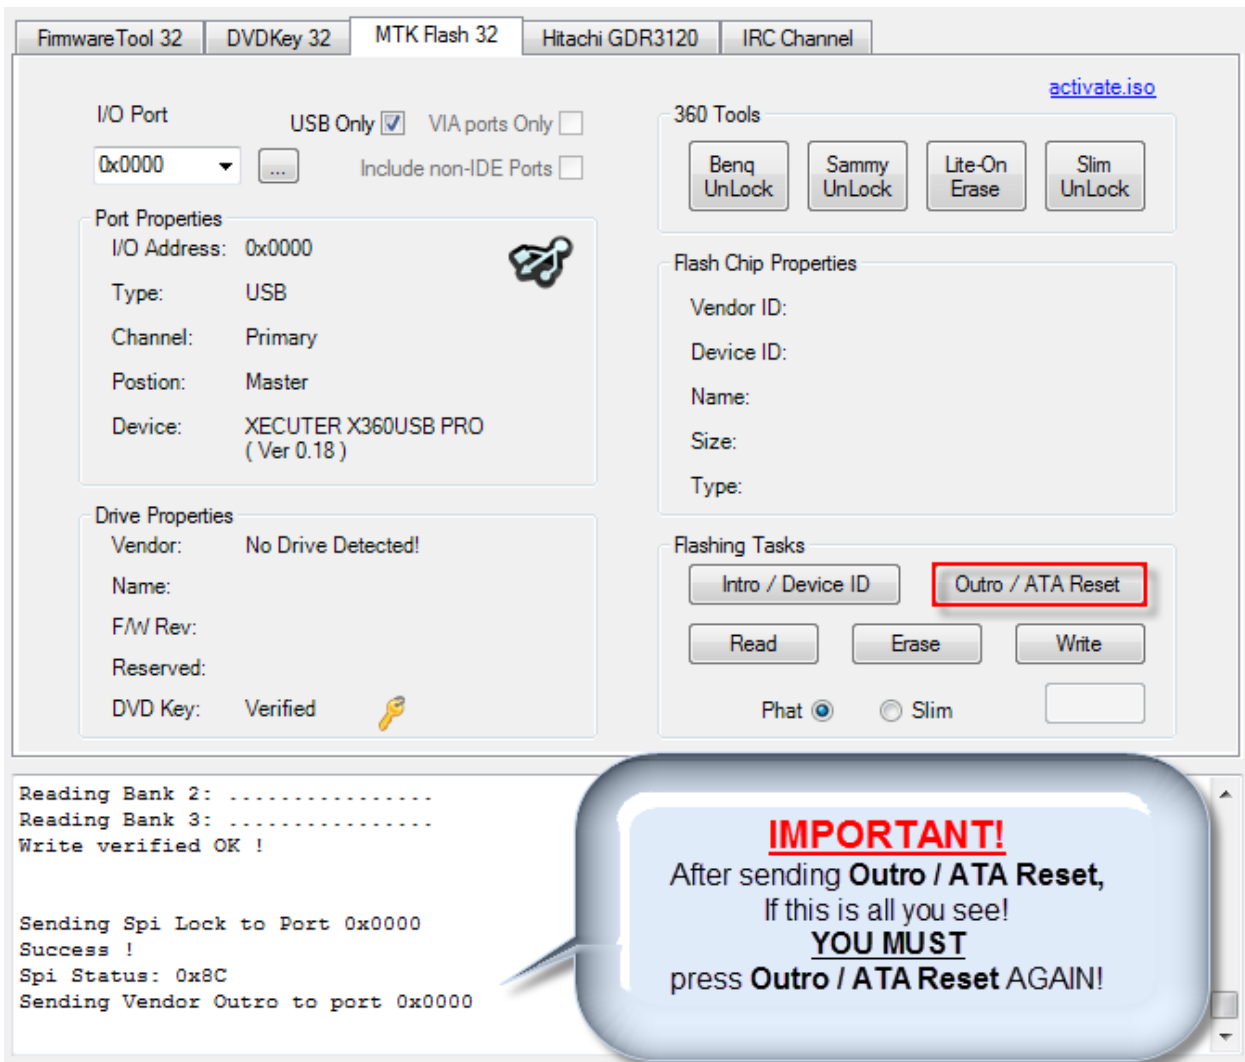 FirmwareTool 32
DVDKey 32
MTK Flash 32
Hitachi GDR3120
IRC Channel
activate.iso
I/O Port
USB Only
VIA ports Only
0x0000
...
Include non-IDE Ports
Port Properties
I/O Address: 0x0000
Type: USB
Channel: Primary
Postion: Master
Device: XECUTER X360USB PRO
( Ver 0.18 )
Drive Properties
Vendor: No Drive Detected!
Name:
F/W Rev:
Reserved:
DVD Key: Verified
360 Tools
Benq
UnLock
Sammy
UnLock
Lite-On
Erase
Slim
UnLock
Flash Chip Properties
Vendor ID:
Device ID:
Name:
Size:
Type:
Flashing Tasks
Intro / Device ID
Outro / ATA Reset
Read
Erase
Write
Phat
Slim
Reading Bank 2: ................
Reading Bank 3: ................
Write verified OK !
Sending Spi Lock to Port 0x0000
Success !
Spi Status: 0x8C
Sending Vendor Outro to port 0x0000
IMPORTANT!
After sending Outro / ATA Reset,
If this is all you see!
YOU MUST
press Outro / ATA Reset AGAIN!